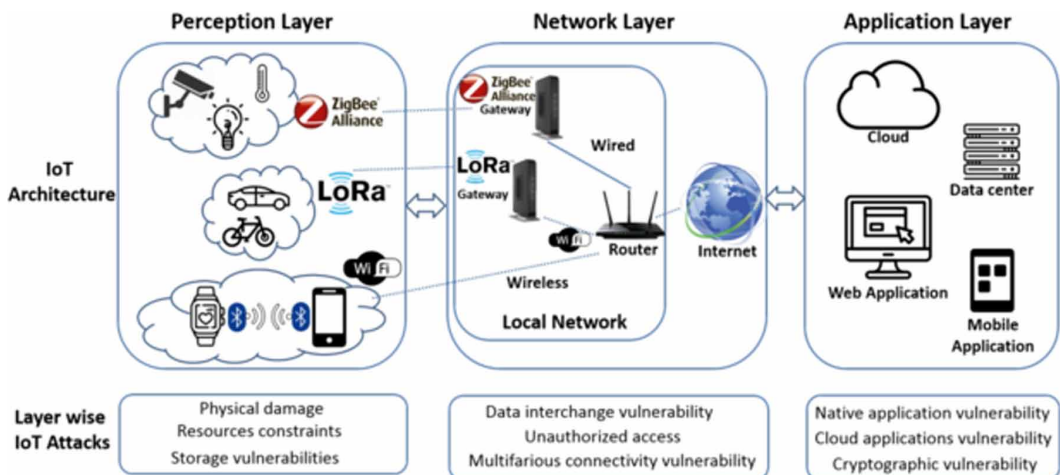 Perception Layer
Network Layer
Application Layer
IoT
Architecture
ZigBee
Alliance
LoRa
Wi Fi
ZigBee
Alliance
Gateway
LoRa
Gateway
Wired
Wi Fi
Router
Wireless
Local Network
Internet
Cloud
Data center
Web Application
Mobile
Application
Layer wise
IoT Attacks
Physical damage
Resources constraints
Storage vulnerabilities
Data interchange vulnerability
Unauthorized access
Multifarious connectivity vulnerability
Native application vulnerability
Cloud applications vulnerability
Cryptographic vulnerability